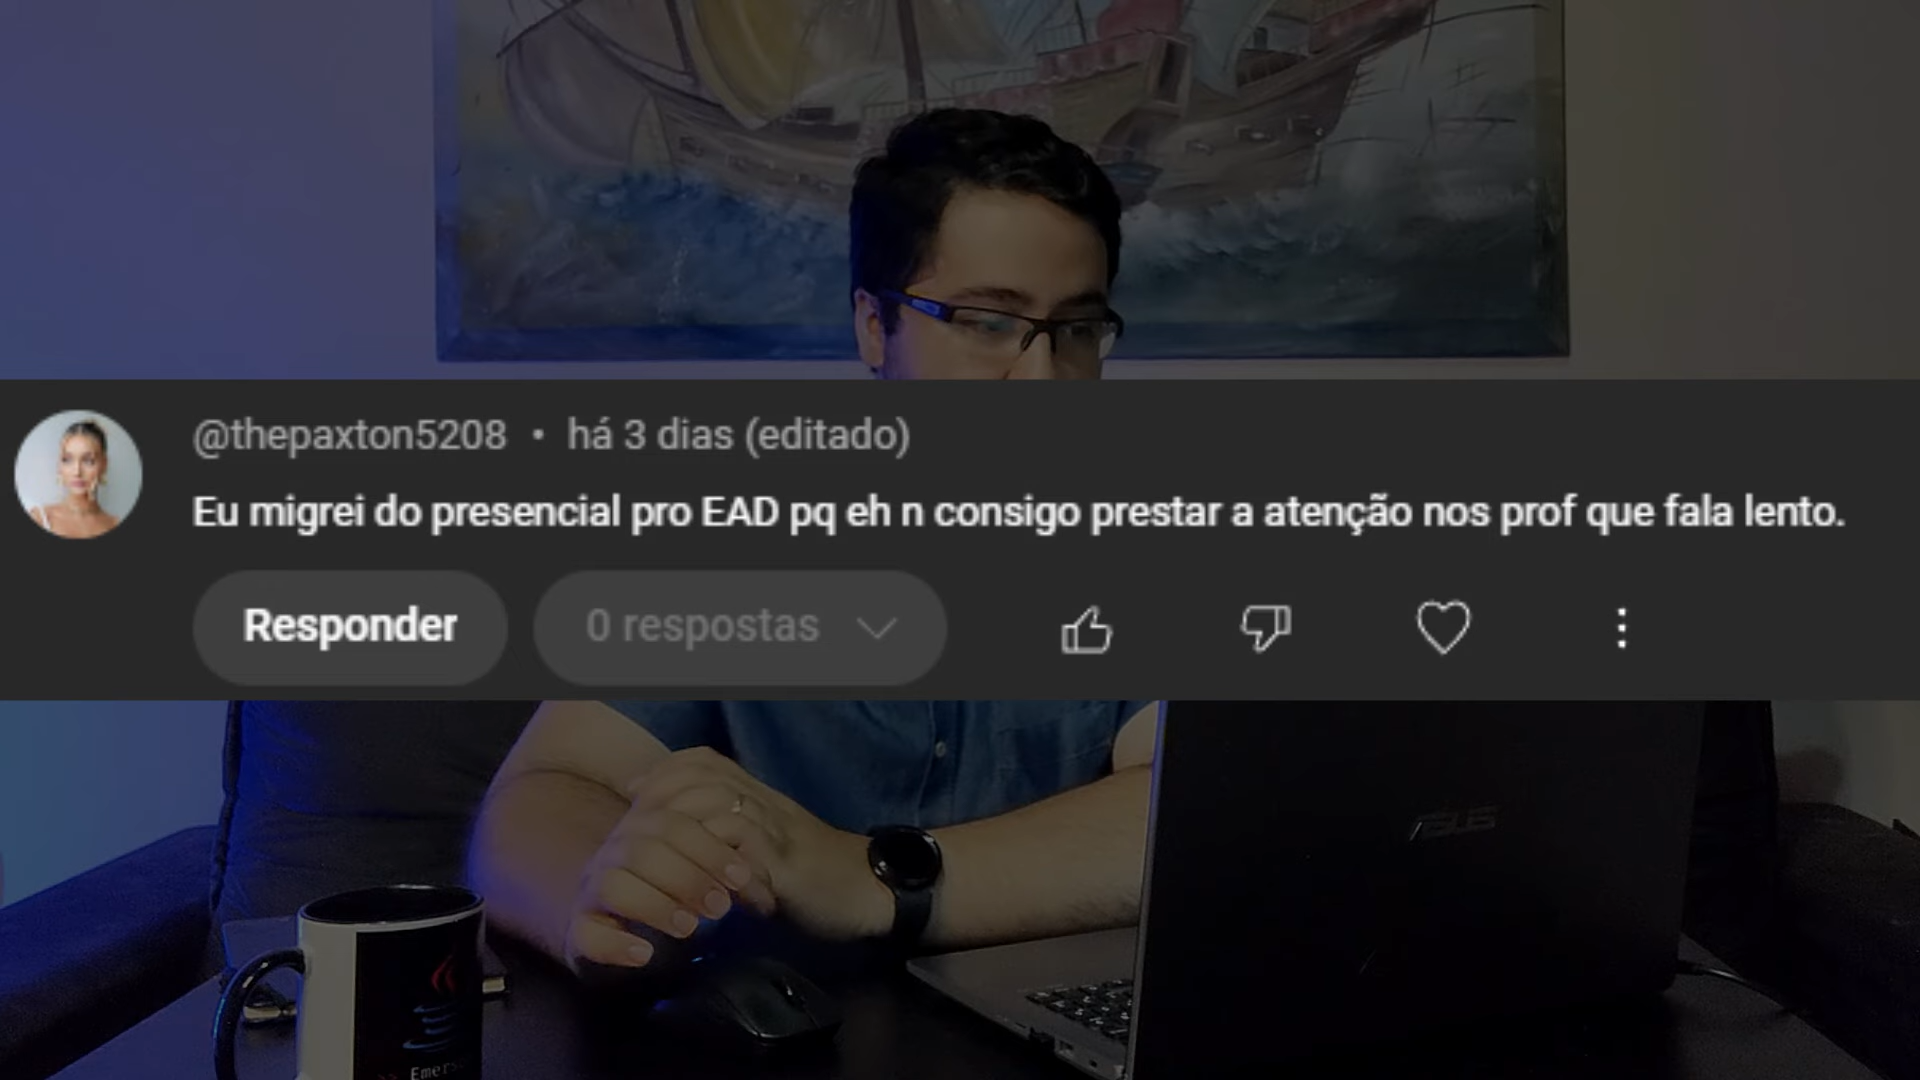 @thepaxton5208 • há 3 dias (editado)
Eu migrei do presencial pro EAD pq eh n consigo prestar a atenção nos prof que fala lento.
Responder
0 respostas
ASUS